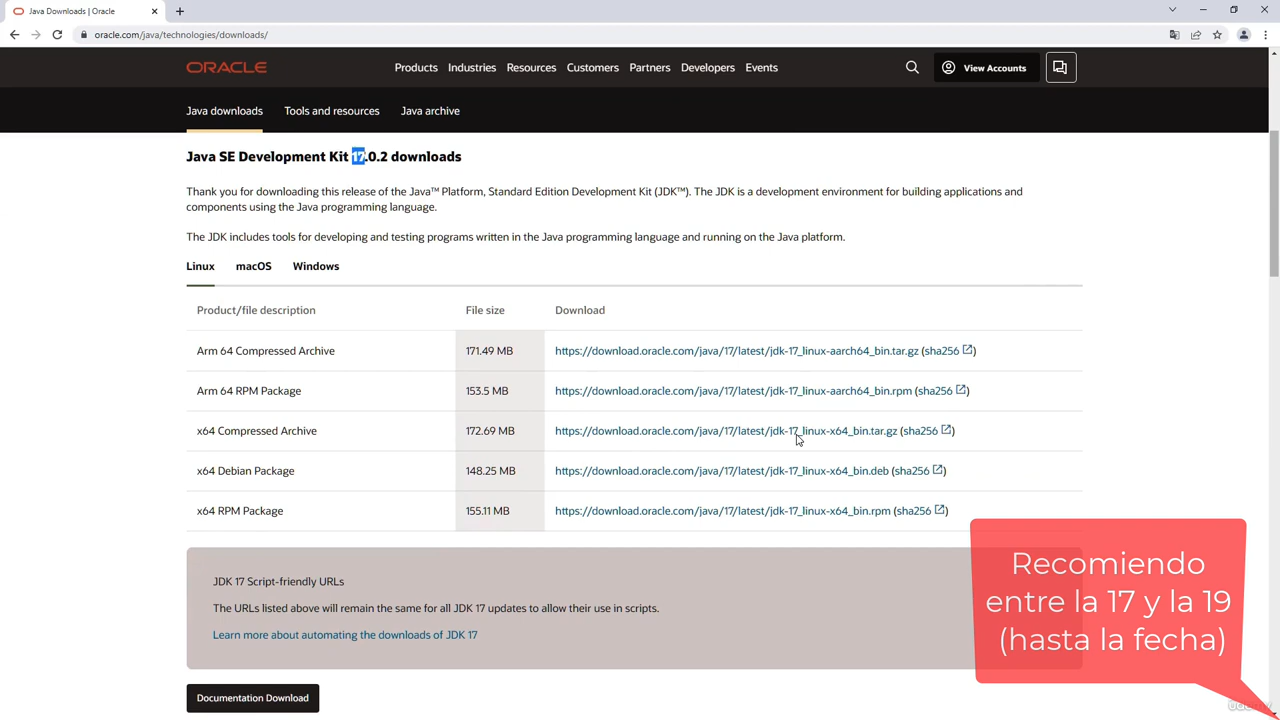 Java Downloads | Oracle
oracle.com/java/technologies/downloads/
ORACLE
Products Industries Resources Customers Partners Developers Events
View Accounts
Java downloads Tools and resources Java archive
Java SE Development Kit 17.0.2 downloads
Thank you for downloading this release of the Java™ Platform, Standard Edition Development Kit (JDK™). The JDK is a development environment for building applications and
components using the Java programming language.
The JDK includes tools for developing and testing programs written in the Java programming language and running on the Java platform.
Linux macOS Windows
Product/file description File size Download
Arm 64 Compressed Archive 171.49 MB https://download.oracle.com/java/17/latest/jdk-17_linux-aarch64_bin.tar.gz (sha256)
Arm 64 RPM Package 153.5 MB https://download.oracle.com/java/17/latest/jdk-17_linux-aarch64_bin.rpm (sha256)
x64 Compressed Archive 172.69 MB https://download.oracle.com/java/17/latest/jdk-17_linux-x64_bin.tar.gz (sha256)
x64 Debian Package 148.25 MB https://download.oracle.com/java/17/latest/jdk-17_linux-x64_bin.deb (sha256)
x64 RPM Package 155.11 MB https://download.oracle.com/java/17/latest/jdk-17_linux-x64_bin.rpm (sha256)
JDK 17 Script-friendly URLs
The URLs listed above will remain the same for all JDK 17 updates to allow their use in scripts.
Learn more about automating the downloads of JDK 17
Documentation Download
Recomiendo
entre la 17 y la 19
(hasta la fecha)
udemy